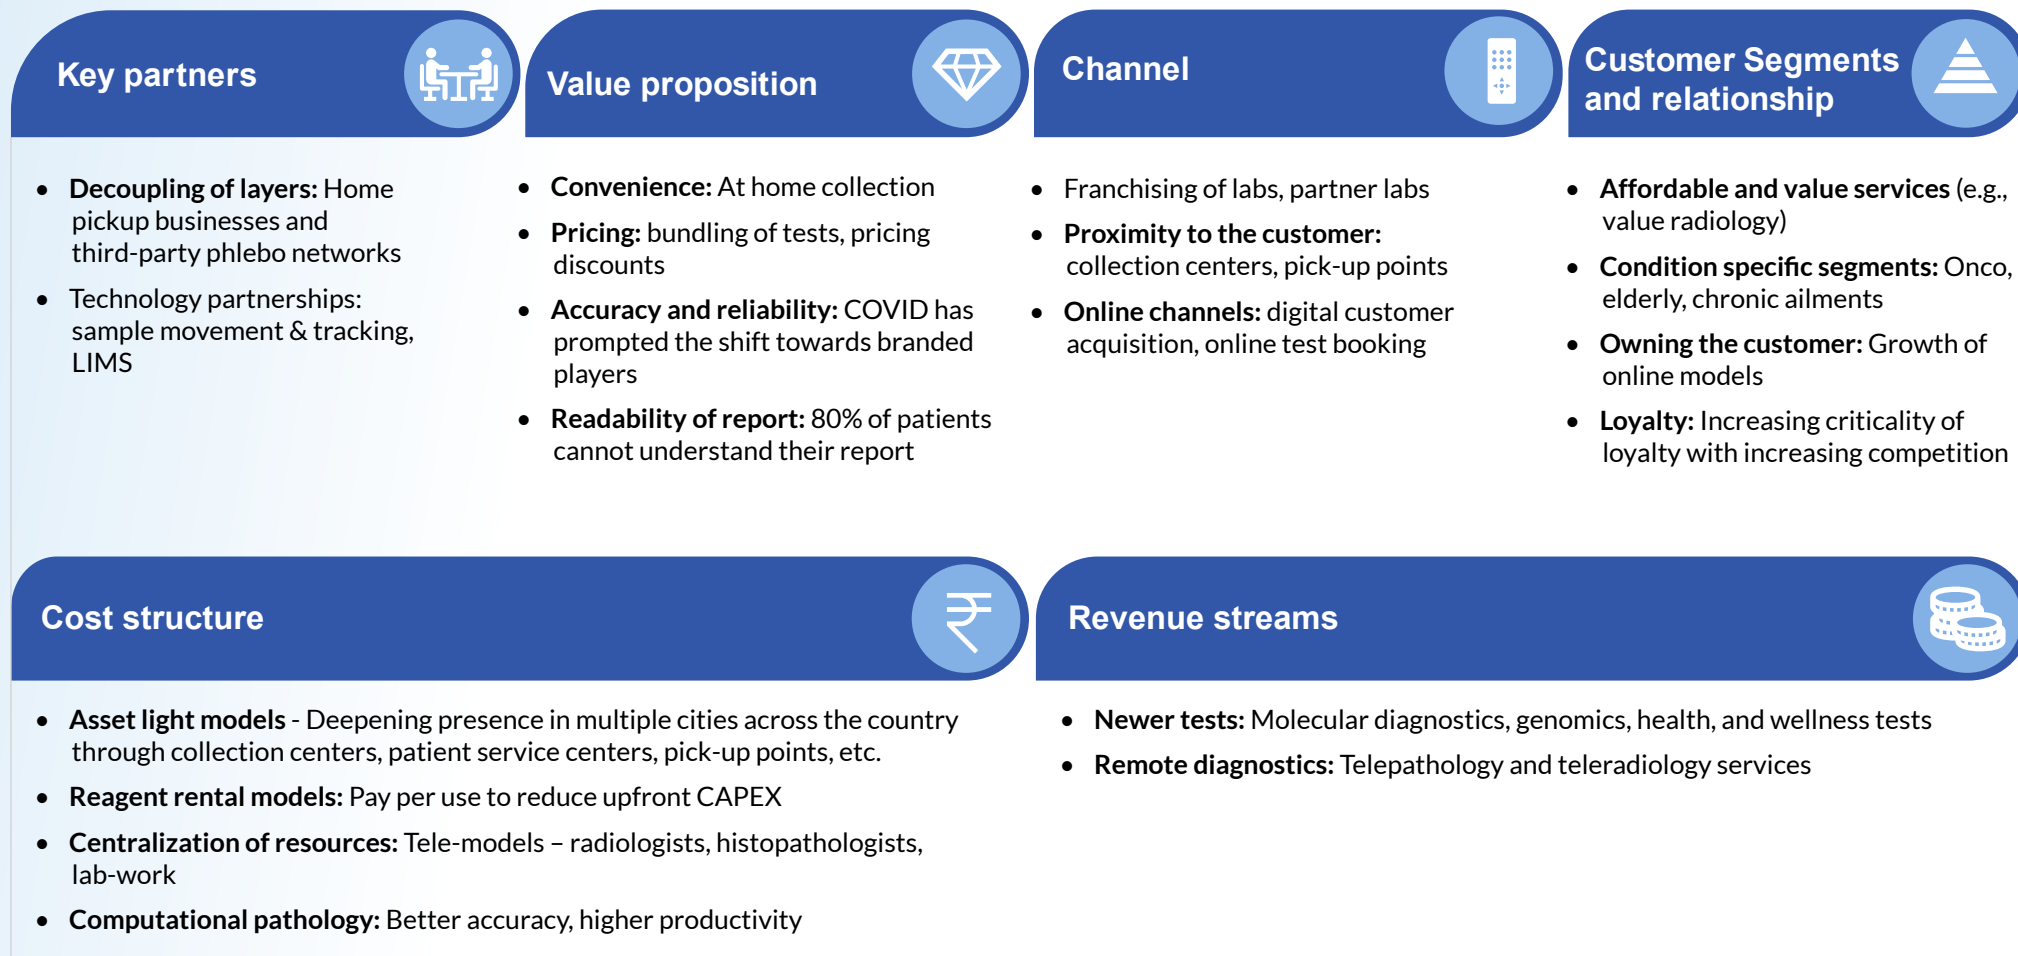 Key partners
• Decoupling of layers: Home
pickup businesses and
third-party phlebo networks
• Technology partnerships:
sample movement & tracking,
LIMS
Value proposition
• Convenience: At home collection
• Pricing: bundling of tests, pricing
discounts
• Accuracy and reliability: COVID has
prompted the shift towards branded
players
• Readability of report: 80% of patients
cannot understand their report
Channel
• Franchising of labs, partner labs
• Proximity to the customer:
collection centers, pick-up points
• Online channels: digital customer
acquisition, online test booking
Customer Segments
and relationship
• Affordable and value services (e.g.,
value radiology)
• Condition specific segments: Onco,
elderly, chronic ailments
• Owning the customer: Growth of
online models
• Loyalty: Increasing criticality of
loyalty with increasing competition
Cost structure
₹
• Asset light models - Deepening presence in multiple cities across the country
through collection centers, patient service centers, pick-up points, etc.
• Reagent rental models: Pay per use to reduce upfront CAPEX
• Centralization of resources: Tele-models – radiologists, histopathologists,
lab-work
• Computational pathology: Better accuracy, higher productivity
Revenue streams
• Newer tests: Molecular diagnostics, genomics, health, and wellness tests
• Remote diagnostics: Telepathology and teleradiology services